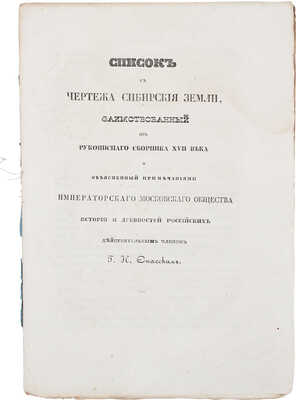 СПИСОКЪ
СЪ
ЧЕРТЕЖА СИБИРСКІЯ ЗЕМЛИ,
ЗАИМСТВОВАННЫЙ
ИЗЪ
РУКОПИСНАГО СБОРНИКА XVII ВѢКА
И
ОБЪЯСНЕННЫЙ ПРИМѢЧАНІЯМИ
ИМПЕРАТОРСКАГО МОСКОВСКАГО ОБЩЕСТВА
ИСТОРІИ И ДРЕВНОСТЕЙ РОССІЙСКИХЪ
ДѢЙСТВИТЕЛЬНЫМЪ ЧЛЕНОМЪ
Г. И. Спасскимъ.